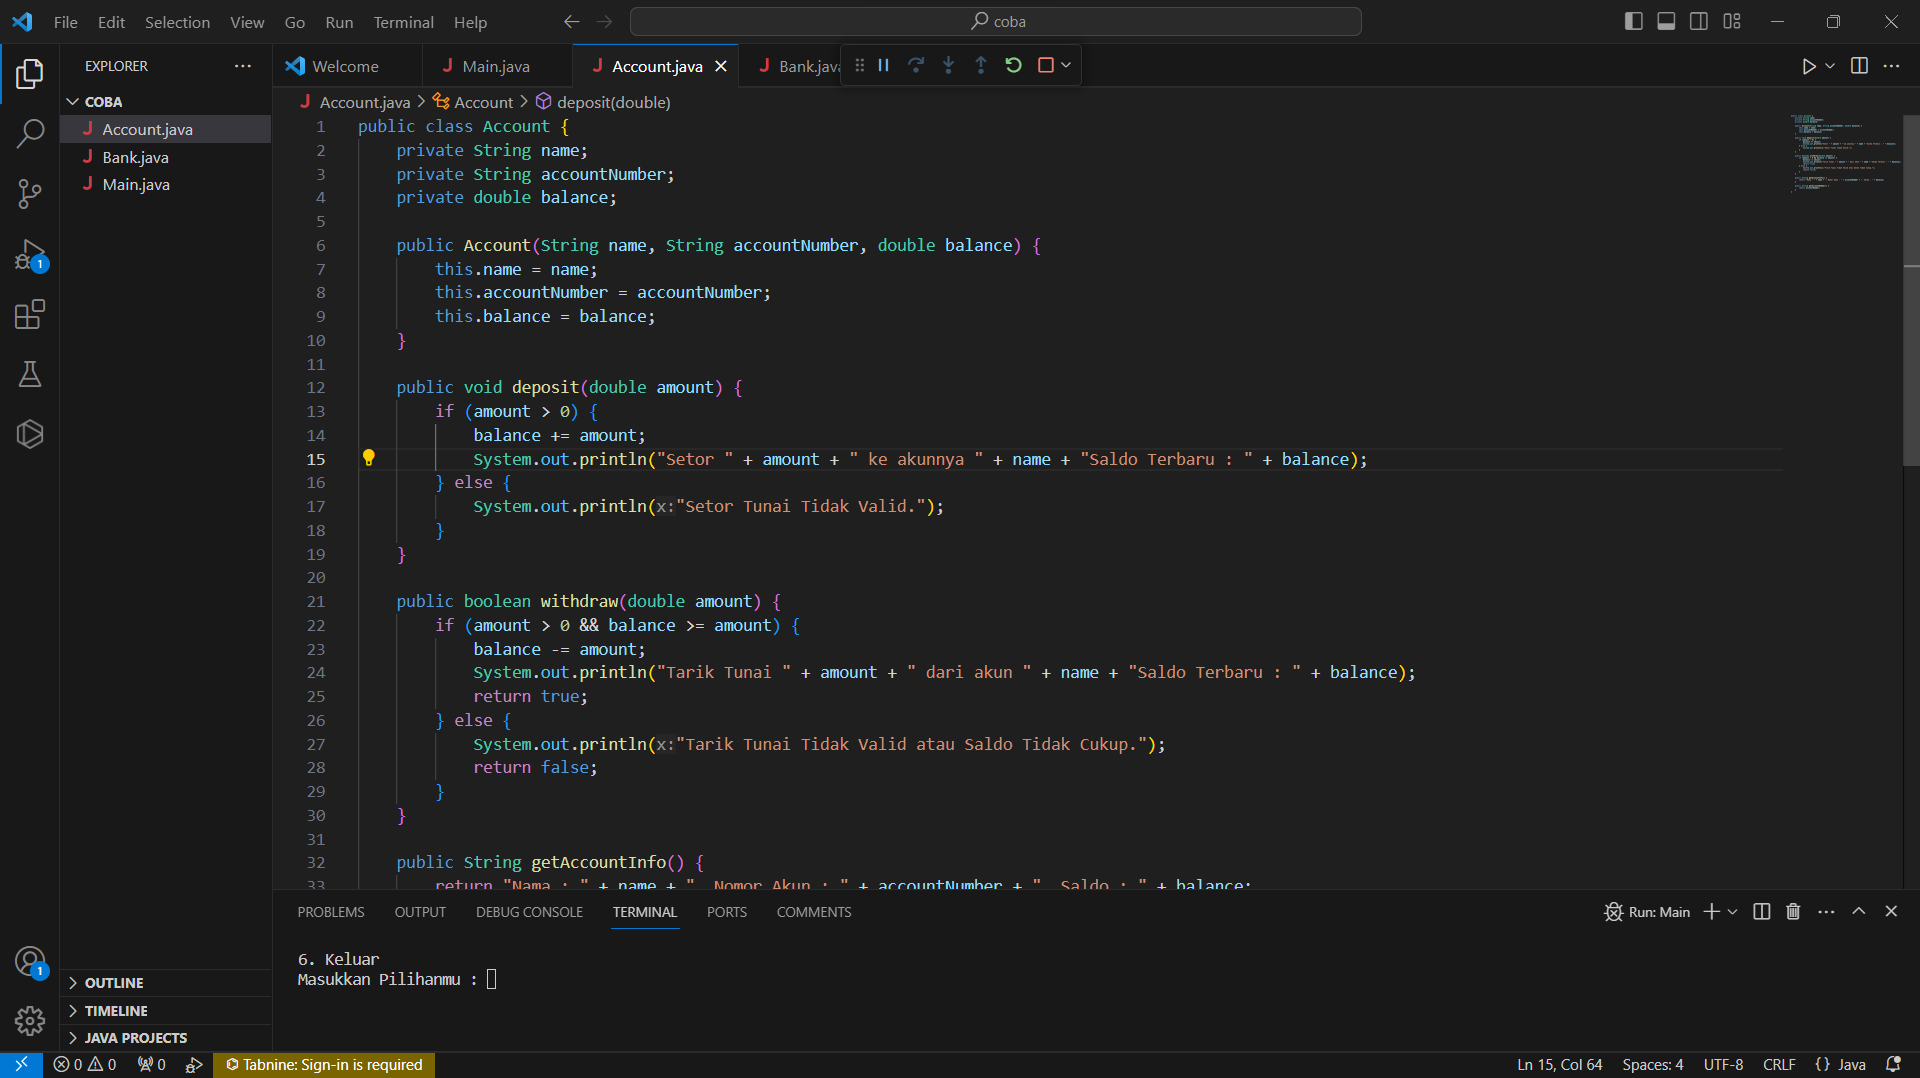 File Edit Selection View Go Run Terminal Help
coba
EXPLORER
COBA
Account.java
Bank.java
Main.java
OUTLINE
TIMELINE
JAVA PROJECTS
Welcome
Main.java
Account.java
Bank.java
Account.java > Account > deposit(double)
1 public class Account {
2     private String name;
3     private String accountNumber;
4     private double balance;
5
6     public Account(String name, String accountNumber, double balance) {
7         this.name = name;
8         this.accountNumber = accountNumber;
9         this.balance = balance;
10     }
11
12     public void deposit(double amount) {
13         if (amount > 0) {
14             balance += amount;
15             System.out.println("Setor " + amount + " ke akunnya " + name + "Saldo Terbaru : " + balance);
16         } else {
17             System.out.println(x:"Setor Tunai Tidak Valid.");
18         }
19     }
20
21     public boolean withdraw(double amount) {
22         if (amount > 0 && balance >= amount) {
23             balance -= amount;
24             System.out.println("Tarik Tunai " + amount + " dari akun " + name + "Saldo Terbaru : " + balance);
25             return true;
26         } else {
27             System.out.println(x:"Tarik Tunai Tidak Valid atau Saldo Tidak Cukup.");
28             return false;
29         }
30     }
31
32     public String getAccountInfo() {
33         return "Nama : " + name + ", Nomor Akun : " + accountNumber + ", Saldo : " + balance;
PROBLEMS OUTPUT DEBUG CONSOLE TERMINAL PORTS COMMENTS
Run: Main
6. Keluar
Masukkan Pilihanmu :
1
1
0 0 0 Tabnine: Sign-in is required
Ln 15, Col 64 Spaces: 4 UTF-8 CRLF {} Java